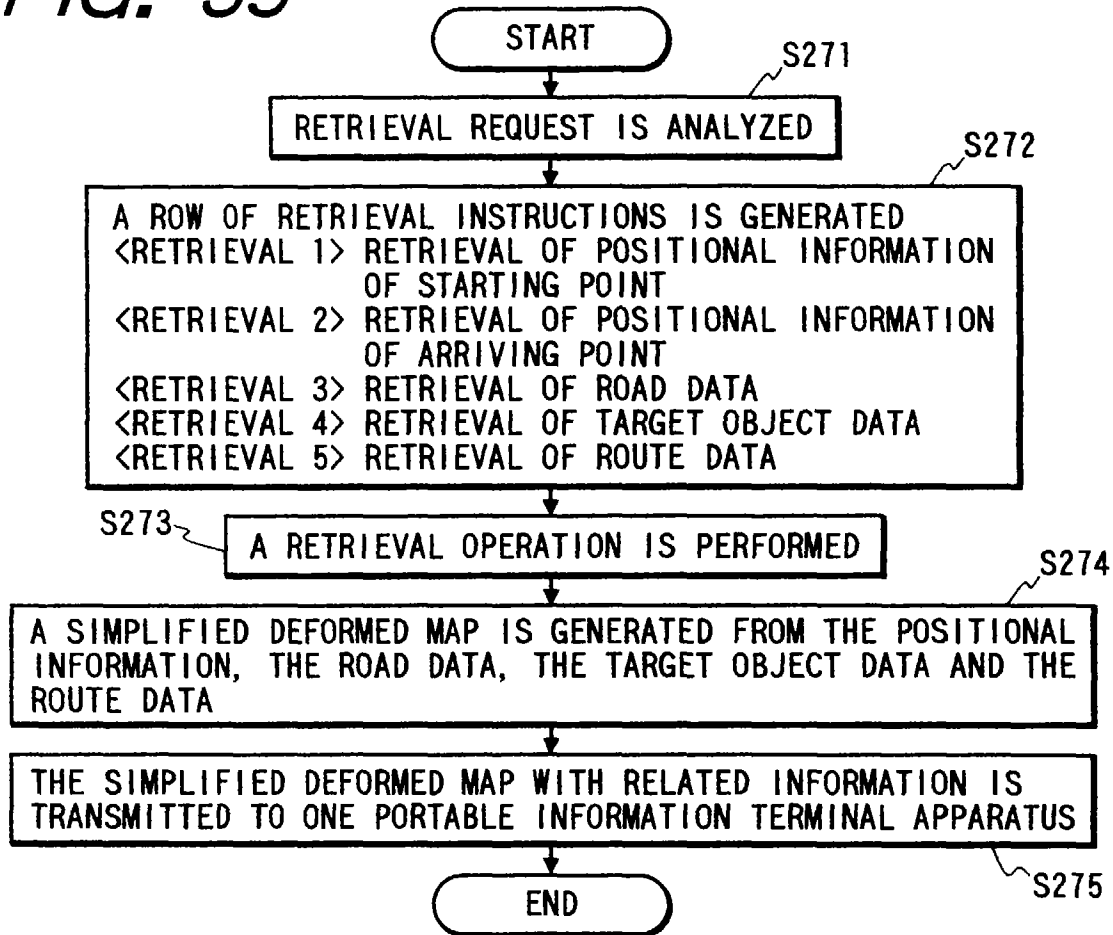 FIG.
START
S271
RETRIEVAL REQUEST IS ANALYZED
S272
A ROW OF RETRIEVAL INSTRUCTIONS IS GENERATED
<RETRIEVAL 1> RETRIEVAL OF POSITIONAL INFORMATION
OF STARTING POINT
<RETRIEVAL 2> RETRIEVAL OF POSITIONAL INFORMATION
OF ARRIVING POINT
<RETRIEVAL 3> RETRIEVAL OF ROAD DATA
<RETRIEVAL 4> RETRIEVAL OF TARGET OBJECT DATA
<RETRIEVAL 5> RETRIEVAL OF ROUTE DATA
S273
A RETRIEVAL OPERATION IS PERFORMED
S274
A SIMPLIFIED DEFORMED MAP IS GENERATED FROM THE POSITIONAL
INFORMATION, THE ROAD DATA, THE TARGET OBJECT DATA AND THE
ROUTE DATA
THE SIMPLIFIED DEFORMED MAP WITH RELATED INFORMATION IS
TRANSMITTED TO ONE PORTABLE INFORMATION TERMINAL APPARATUS
S275
END